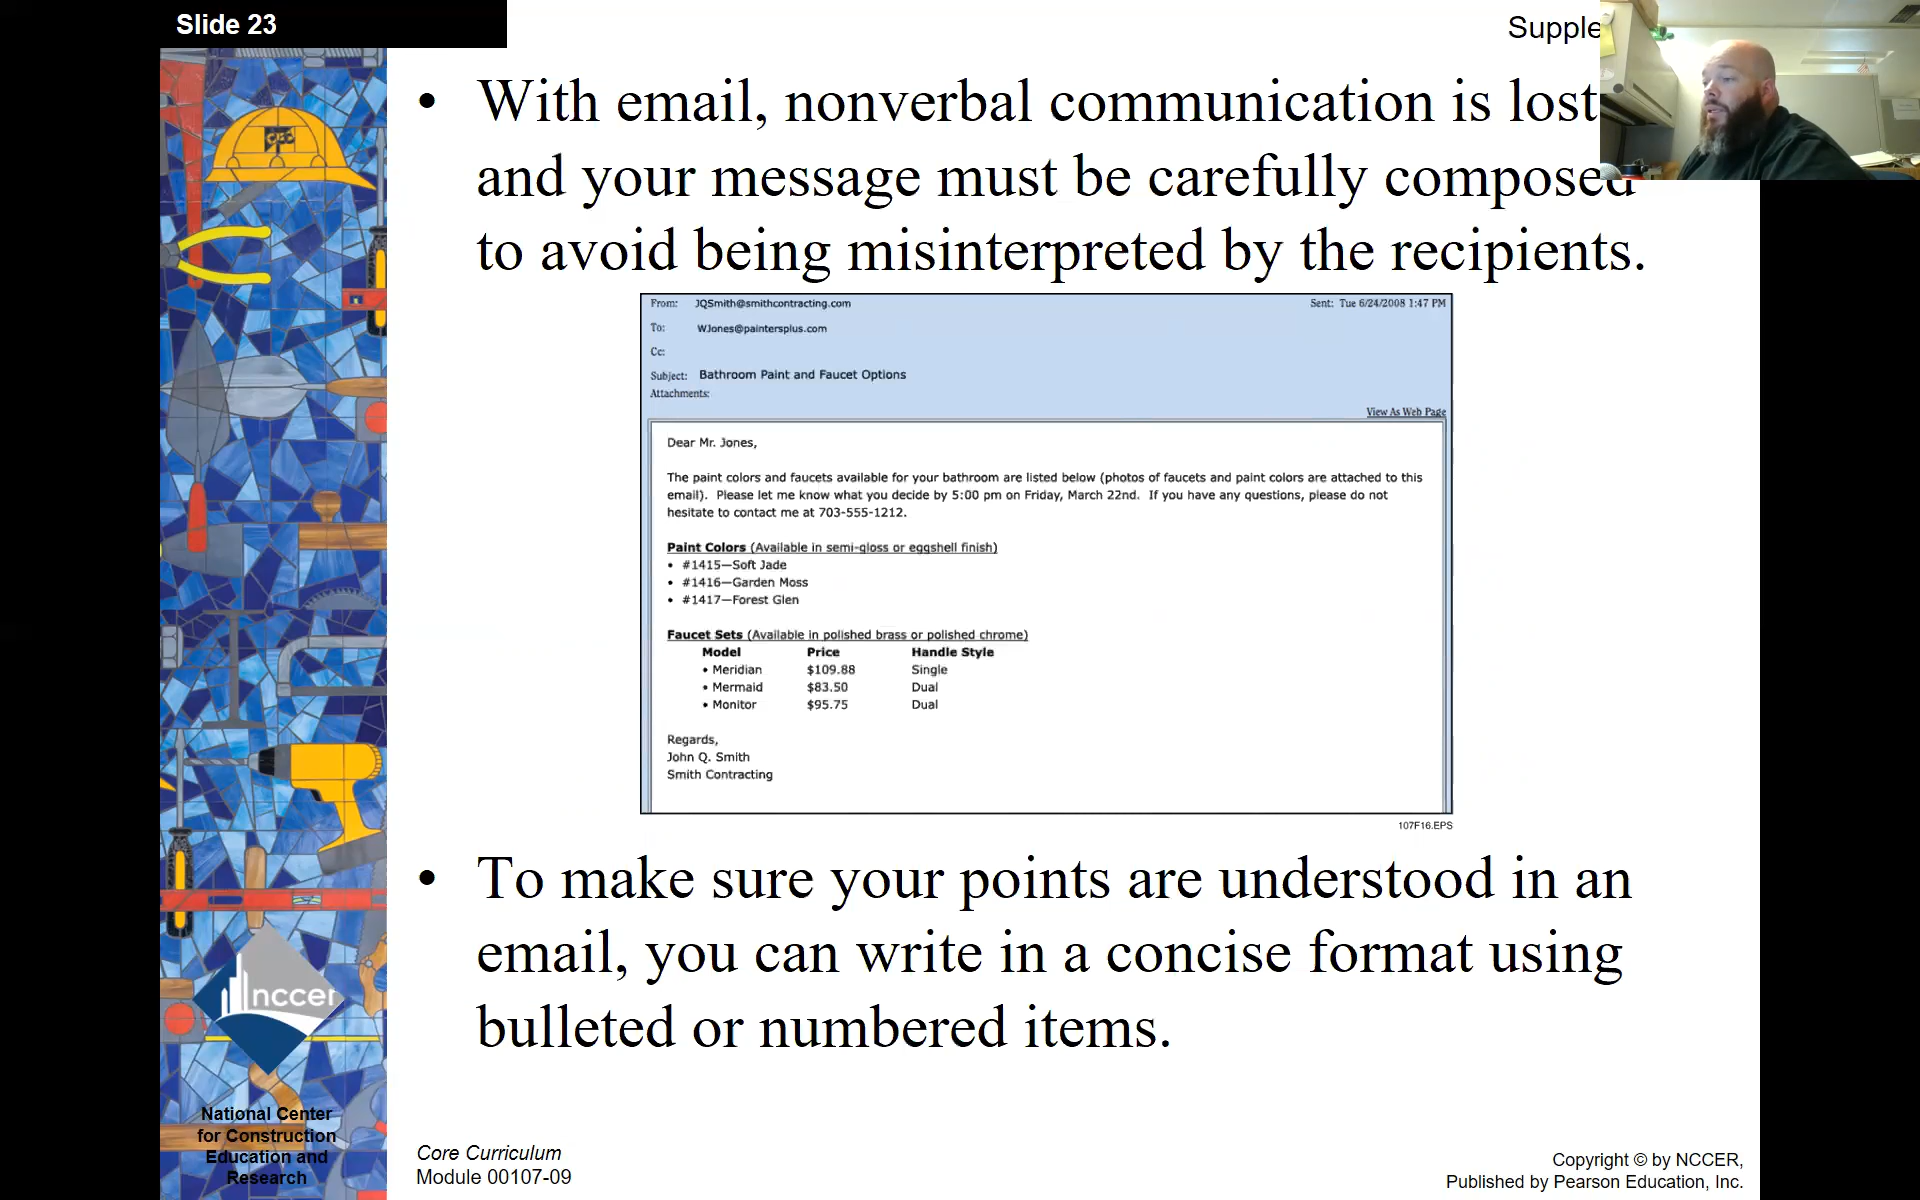 Slide 23
Supple
• With email, nonverbal communication is lost
and your message must be carefully composed
to avoid being misinterpreted by the recipients.
From: JQSmith@smithcontracting.com Sent: Tue 6/24/2008 1:47 PM
To: WJones@paintersplus.com
Cc:
Subject: Bathroom Paint and Faucet Options
Attachments:
View As Web Page
Dear Mr. Jones,
The paint colors and faucets available for your bathroom are listed below (photos of faucets and paint colors are attached to this
email). Please let me know what you decide by 5:00 pm on Friday, March 22nd. If you have any questions, please do not
hesitate to contact me at 703-555-1212.
Paint Colors (Available in semi-gloss or eggshell finish)
• #1415—Soft Jade
• #1416—Garden Moss
• #1417—Forest Glen
Faucet Sets (Available in polished brass or polished chrome)
Model Price Handle Style
• Meridian $109.88 Single
• Mermaid $83.50 Dual
• Monitor $95.75 Dual
Regards,
John Q. Smith
Smith Contracting
107F16.EPS
• To make sure your points are understood in an
email, you can write in a concise format using
bulleted or numbered items.
nccer
National Center
for Construction
Education and
Research
Core Curriculum
Module 00107-09
Copyright © by NCCER,
Published by Pearson Education, Inc.